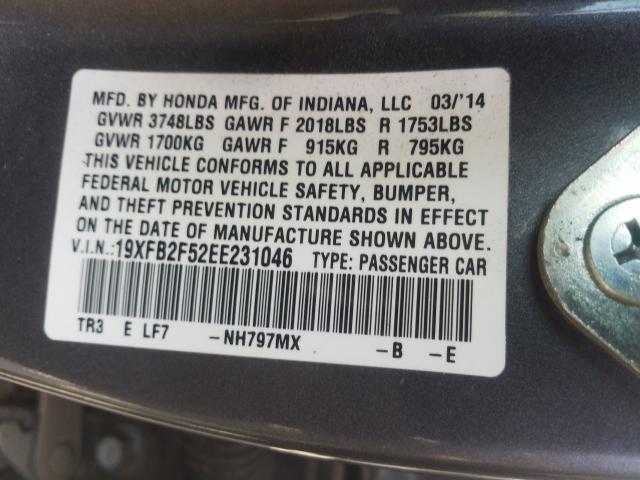 MFD. BY HONDA MFG. OF INDIANA, LLC 03/'14
GVWR 3748LBS GAWR F 2018LBS R 1753LBS
GVWR 1700KG GAWR F 915KG R 795KG
THIS VEHICLE CONFORMS TO ALL APPLICABLE
FEDERAL MOTOR VEHICLE SAFETY, BUMPER,
AND THEFT PREVENTION STANDARDS IN EFFECT
ON THE DATE OF MANUFACTURE SHOWN ABOVE.
V.I.N.:19XFB2F52EE231046 TYPE: PASSENGER CAR
TR3 E LF7 -NH797MX -B -E